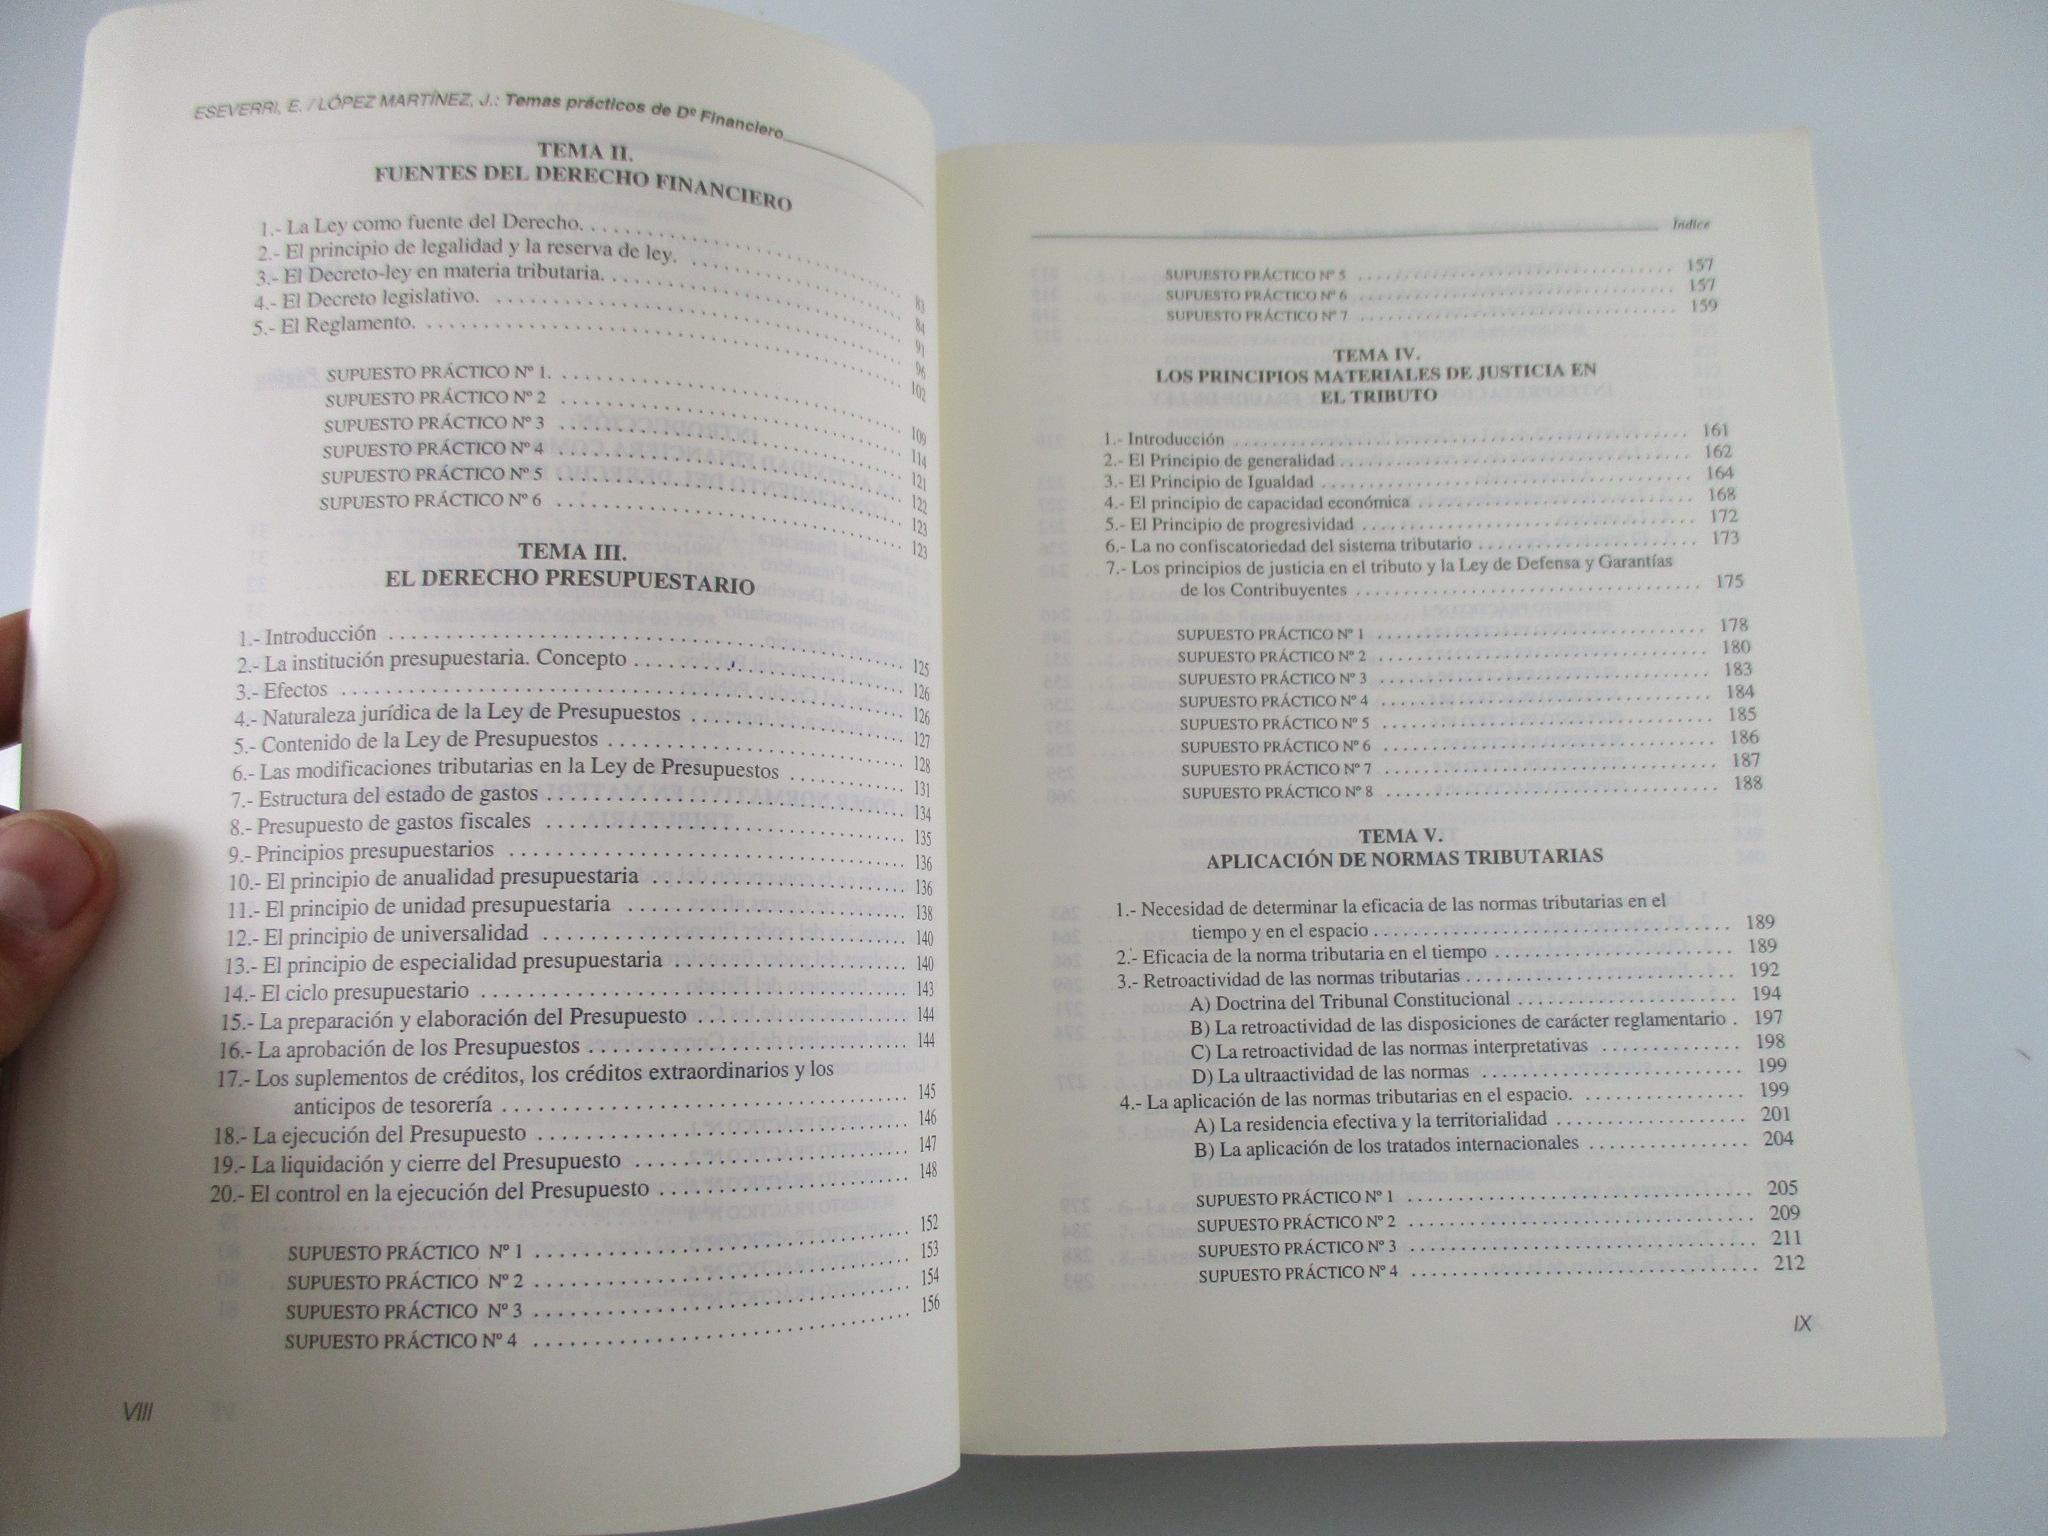 ESEVERRI, E. / LÓPEZ MARTÍNEZ, J.: Temas prácticos de Dº Financiero
TEMA II.
FUENTES DEL DERECHO FINANCIERO
1.- La Ley como fuente del Derecho. . . . . . . . . . 83
2.- El principio de legalidad y la reserva de ley. . . . . . . . . . 84
3.- El Decreto-ley en materia tributaria. . . . . . . . . . 91
4.- El Decreto legislativo. . . . . . . . . . 96
5.- El Reglamento. . . . . . . . . . 102
SUPUESTO PRÁCTICO Nº 1. . . . . . . . . . 109
SUPUESTO PRÁCTICO Nº 2 . . . . . . . . . . 114
SUPUESTO PRÁCTICO Nº 3 . . . . . . . . . . 121
SUPUESTO PRÁCTICO Nº 4 . . . . . . . . . . 122
SUPUESTO PRÁCTICO Nº 5 . . . . . . . . . . 123
SUPUESTO PRÁCTICO Nº 6 . . . . . . . . . . 123
TEMA III.
EL DERECHO PRESUPUESTARIO
1.- Introducción . . . . . . . . . . 125
2.- La institución presupuestaria. Concepto . . . . . . . . . . 126
3.- Efectos . . . . . . . . . . 126
4.- Naturaleza jurídica de la Ley de Presupuestos . . . . . . . . . . 127
5.- Contenido de la Ley de Presupuestos . . . . . . . . . . 128
6.- Las modificaciones tributarias en la Ley de Presupuestos . . . . . . . . . . 131
7.- Estructura del estado de gastos . . . . . . . . . . 134
8.- Presupuesto de gastos fiscales . . . . . . . . . . 135
9.- Principios presupuestarios . . . . . . . . . . 136
10.- El principio de anualidad presupuestaria . . . . . . . . . . 136
11.- El principio de unidad presupuestaria . . . . . . . . . . 138
12.- El principio de universalidad . . . . . . . . . . 140
13.- El principio de especialidad presupuestaria . . . . . . . . . . 140
14.- El ciclo presupuestario . . . . . . . . . . 143
15.- La preparación y elaboración del Presupuesto . . . . . . . . . . 144
16.- La aprobación de los Presupuestos . . . . . . . . . . 144
17.- Los suplementos de créditos, los créditos extraordinarios y los
anticipos de tesorería . . . . . . . . . . 145
18.- La ejecución del Presupuesto . . . . . . . . . . 146
19.- La liquidación y cierre del Presupuesto . . . . . . . . . . 147
20.- El control en la ejecución del Presupuesto . . . . . . . . . . 148
SUPUESTO PRÁCTICO Nº 1 . . . . . . . . . . 152
SUPUESTO PRÁCTICO Nº 2 . . . . . . . . . . 153
SUPUESTO PRÁCTICO Nº 3 . . . . . . . . . . 154
SUPUESTO PRÁCTICO Nº 4 . . . . . . . . . . 156
VIII
Índice
SUPUESTO PRÁCTICO Nº 5 . . . . . . . . . . 157
SUPUESTO PRÁCTICO Nº 6 . . . . . . . . . . 157
SUPUESTO PRÁCTICO Nº 7 . . . . . . . . . . 159
TEMA IV.
LOS PRINCIPIOS MATERIALES DE JUSTICIA EN
EL TRIBUTO
1.- Introducción . . . . . . . . . . 161
2.- El Principio de generalidad . . . . . . . . . . 162
3.- El Principio de Igualdad . . . . . . . . . . 164
4.- El principio de capacidad económica . . . . . . . . . . 168
5.- El Principio de progresividad . . . . . . . . . . 172
6.- La no confiscatoriedad del sistema tributario . . . . . . . . . . 173
7.- Los principios de justicia en el tributo y la Ley de Defensa y Garantías
de los Contribuyentes . . . . . . . . . . 175
SUPUESTO PRÁCTICO Nº 1 . . . . . . . . . . 178
SUPUESTO PRÁCTICO Nº 2 . . . . . . . . . . 180
SUPUESTO PRÁCTICO Nº 3 . . . . . . . . . . 183
SUPUESTO PRÁCTICO Nº 4 . . . . . . . . . . 184
SUPUESTO PRÁCTICO Nº 5 . . . . . . . . . . 185
SUPUESTO PRÁCTICO Nº 6 . . . . . . . . . . 186
SUPUESTO PRÁCTICO Nº 7 . . . . . . . . . . 187
SUPUESTO PRÁCTICO Nº 8 . . . . . . . . . . 188
TEMA V.
APLICACIÓN DE NORMAS TRIBUTARIAS
1.- Necesidad de determinar la eficacia de las normas tributarias en el
tiempo y en el espacio . . . . . . . . . . 189
2.- Eficacia de la norma tributaria en el tiempo . . . . . . . . . . 189
3.- Retroactividad de las normas tributarias . . . . . . . . . . 192
A) Doctrina del Tribunal Constitucional . . . . . . . . . . 194
B) La retroactividad de las disposiciones de carácter reglamentario . 197
C) La retroactividad de las normas interpretativas . . . . . . . . . . 198
D) La ultraactividad de las normas . . . . . . . . . . 199
4.- La aplicación de las normas tributarias en el espacio. . . . . . . . . . 199
A) La residencia efectiva y la territorialidad . . . . . . . . . . 201
B) La aplicación de los tratados internacionales . . . . . . . . . . 204
SUPUESTO PRÁCTICO Nº 1 . . . . . . . . . . 205
SUPUESTO PRÁCTICO Nº 2 . . . . . . . . . . 209
SUPUESTO PRÁCTICO Nº 3 . . . . . . . . . . 211
SUPUESTO PRÁCTICO Nº 4 . . . . . . . . . . 212
IX